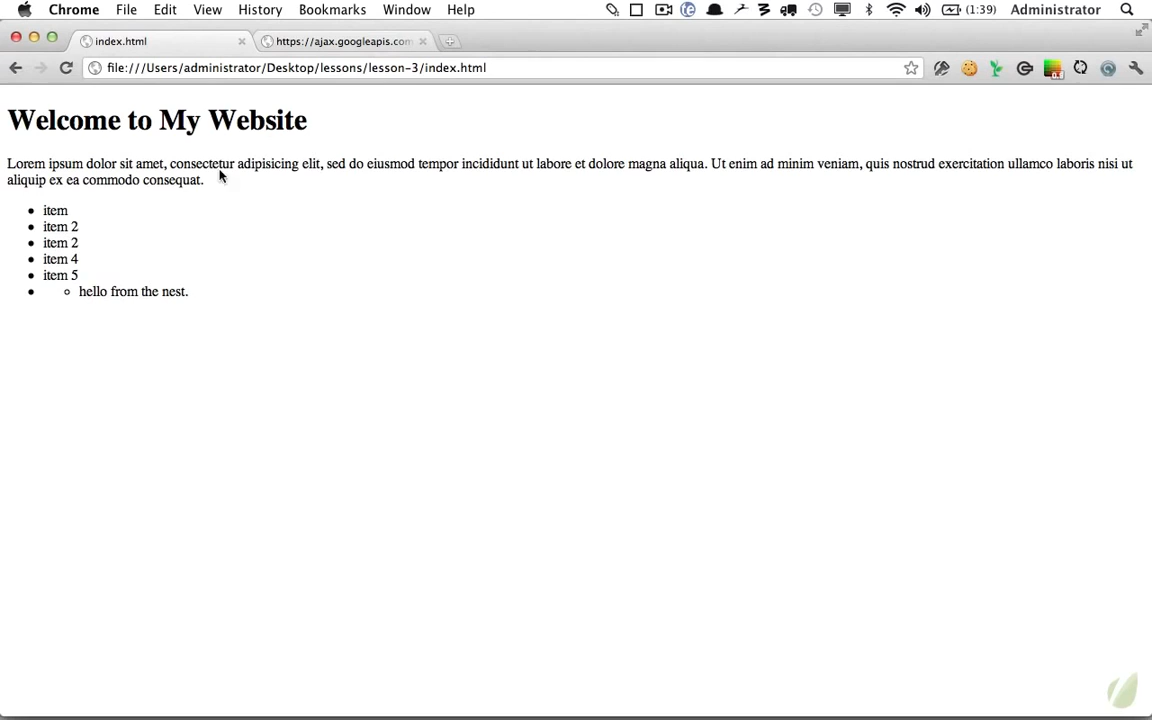 Chrome File Edit View History Bookmarks Window Help (1:39) Administrator
index.html https://ajax.googleapis.com
file:///Users/administrator/Desktop/lessons/lesson-3/index.html
Welcome to My Website
Lorem ipsum dolor sit amet, consectetur adipisicing elit, sed do eiusmod tempor incididunt ut labore et dolore magna aliqua. Ut enim ad minim veniam, quis nostrud exercitation ullamco laboris nisi ut
aliquip ex ea commodo consequat.
item
item 2
item 2
item 4
item 5
hello from the nest.